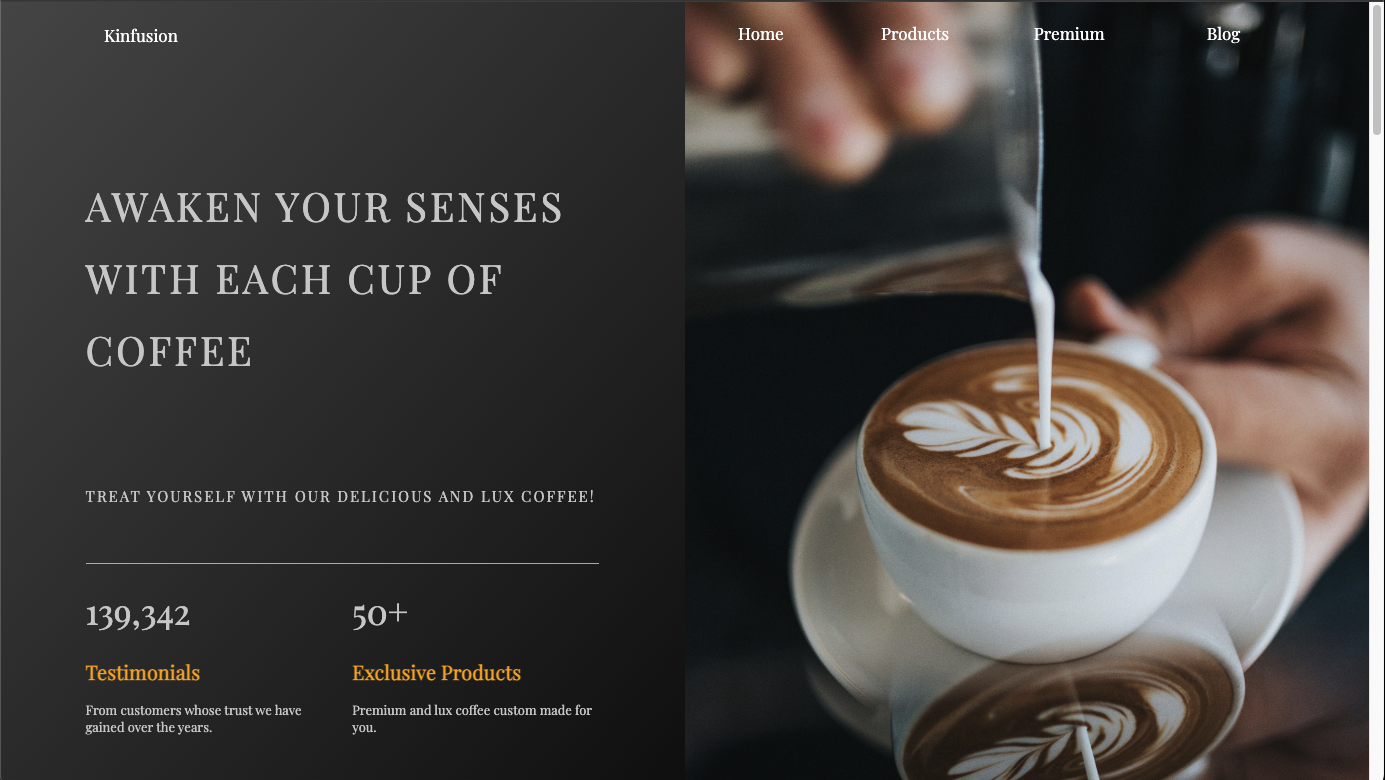 Kinfusion
Home Products Premium Blog
AWAKEN YOUR SENSES
WITH EACH CUP OF
COFFEE
TREAT YOURSELF WITH OUR DELICIOUS AND LUX COFFEE!
139,342
Testimonials
From customers whose trust we have
gained over the years.
50+
Exclusive Products
Premium and lux coffee custom made for
you.